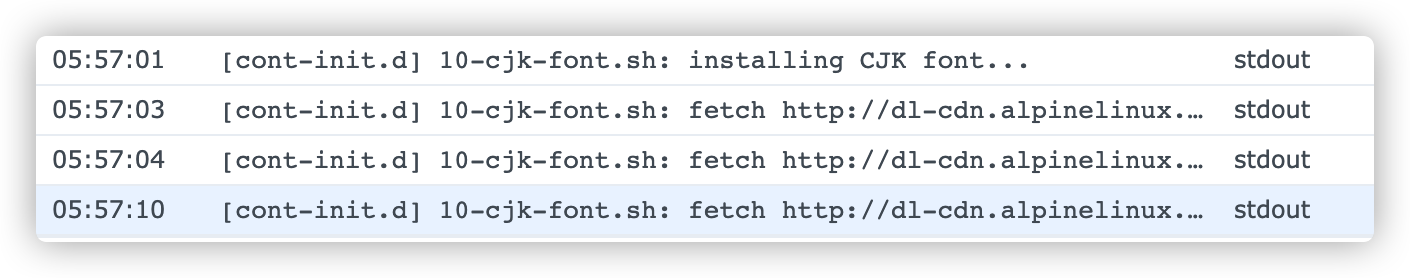 05:57:01 [cont-init.d] 10-cjk-font.sh: installing CJK font... stdout
05:57:03 [cont-init.d] 10-cjk-font.sh: fetch http://dl-cdn.alpinelinux.… stdout
05:57:04 [cont-init.d] 10-cjk-font.sh: fetch http://dl-cdn.alpinelinux.… stdout
05:57:10 [cont-init.d] 10-cjk-font.sh: fetch http://dl-cdn.alpinelinux.… stdout